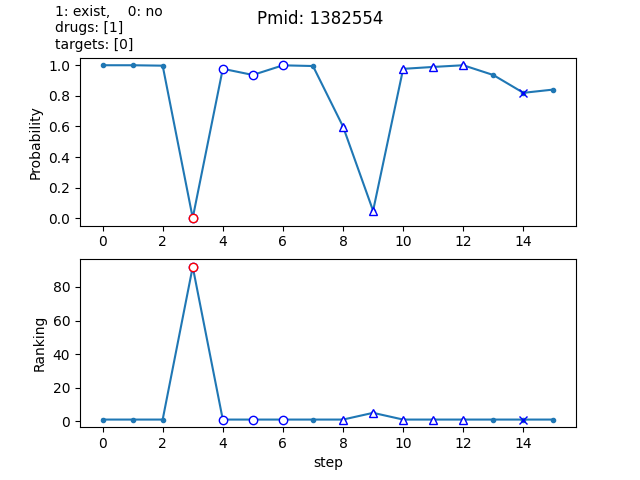 1: exist,    0: no
Pmid: 1382554
drugs: [1]
targets: [0]
1.0
0.8
0.6
0.4
0.2
0.0
Probability
0 2 4 6 8 10 12 14
80
60
40
20
0
Ranking
0 2 4 6 8 10 12 14
step